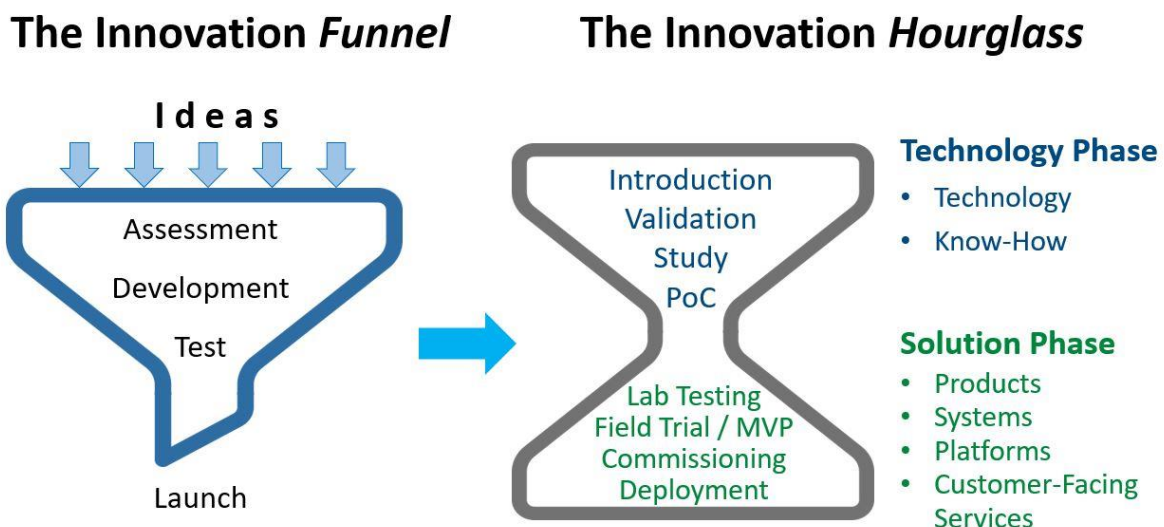 The Innovation Funnel
Ideas
Assessment
Development
Test
Launch
The Innovation Hourglass
Introduction
Validation
Study
PoC
Lab Testing
Field Trial / MVP
Commissioning
Deployment
Technology Phase
• Technology
• Know-How
Solution Phase
• Products
• Systems
• Platforms
• Customer-Facing
Services